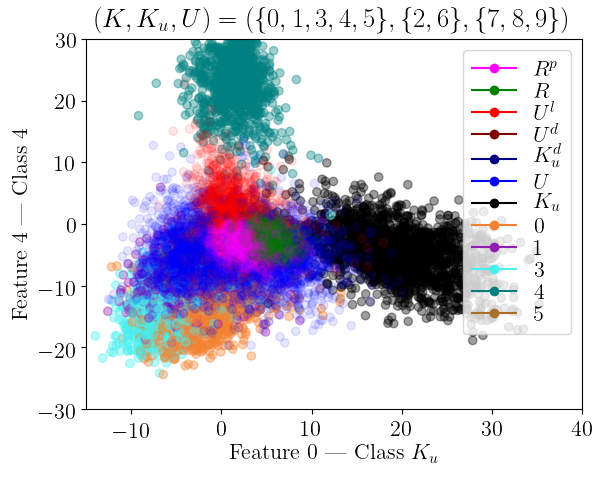 (K, K_u, U) = ({0, 1, 3, 4, 5}, {2, 6}, {7, 8, 9})
30
20
10
0
−10
−20
−30
Feature 4 — Class 4
R^p
R
U^l
U^d
K_u^d
U
K_u
0
1
3
4
5
−10
0
10
20
30
40
Feature 0 — Class K_u